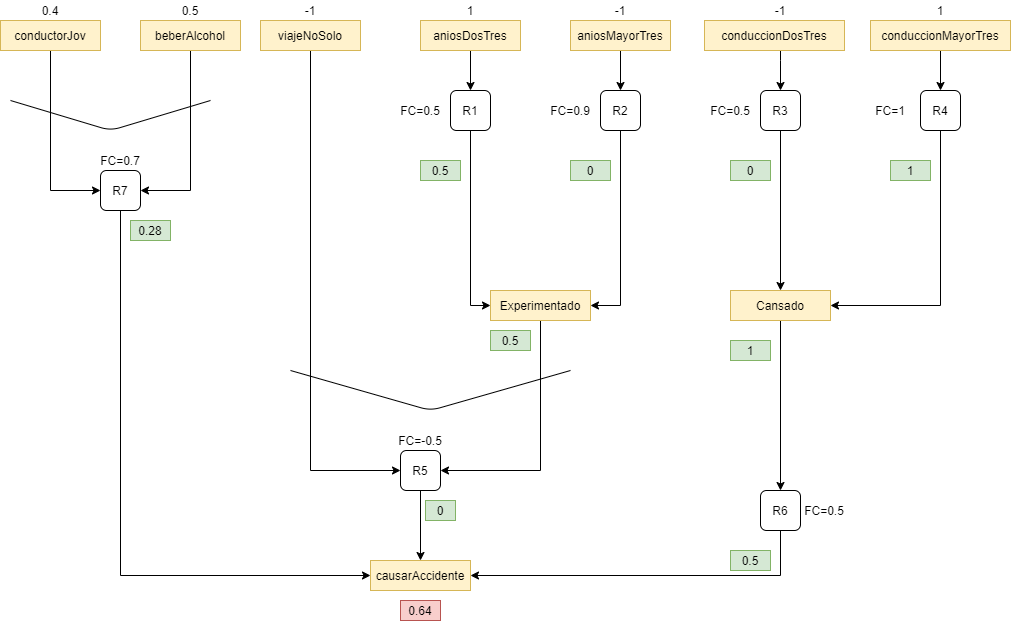 0.4
0.5
-1
1
-1
-1
1
conductorJov
beberAlcohol
viajeNoSolo
aniosDosTres
aniosMayorTres
conduccionDosTres
conduccionMayorTres
FC=0.5
R1
FC=0.9
R2
FC=0.5
R3
FC=1
R4
FC=0.7
R7
0.5
0
0
1
0.28
Experimentado
Cansado
0.5
1
FC=-0.5
R5
0
R6
FC=0.5
0.5
causarAccidente
0.64